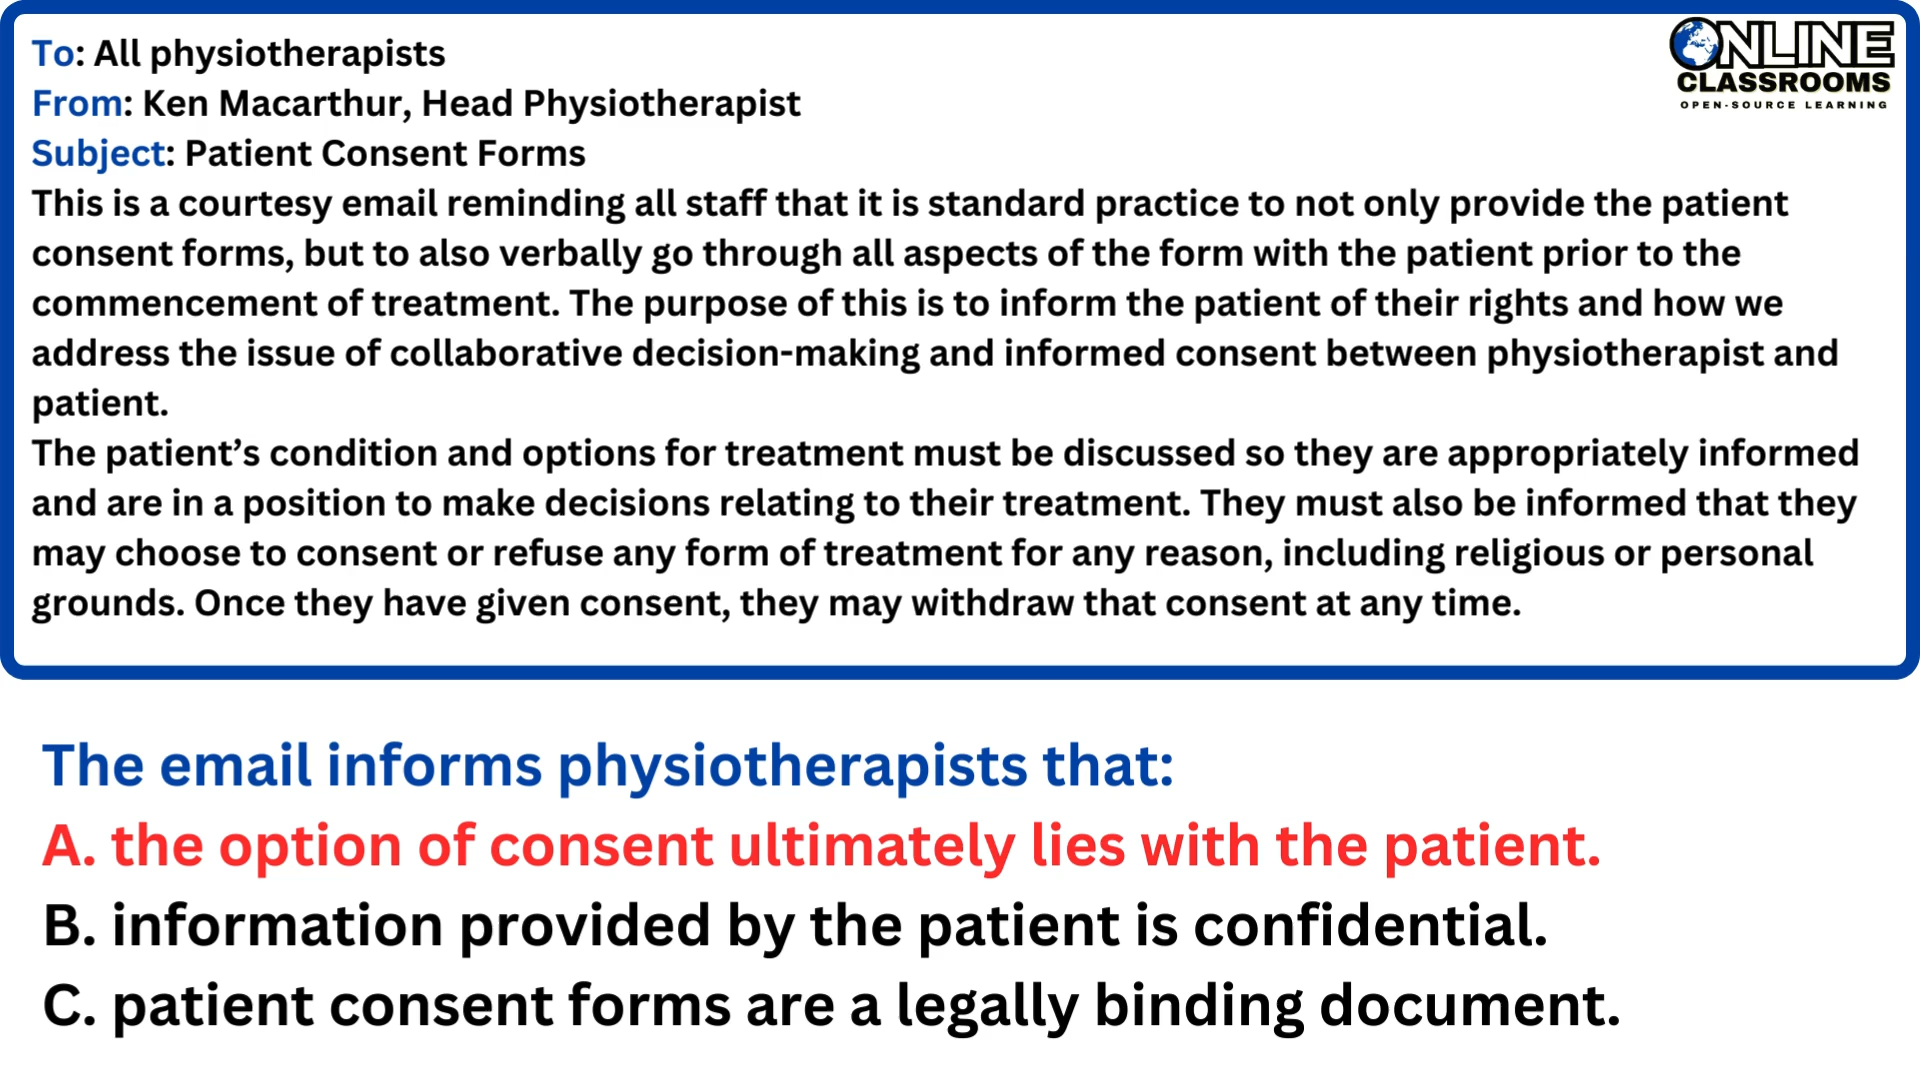 To: All physiotherapists
From: Ken Macarthur, Head Physiotherapist
Subject: Patient Consent Forms
This is a courtesy email reminding all staff that it is standard practice to not only provide the patient
consent forms, but to also verbally go through all aspects of the form with the patient prior to the
commencement of treatment. The purpose of this is to inform the patient of their rights and how we
address the issue of collaborative decision-making and informed consent between physiotherapist and
patient.
The patient’s condition and options for treatment must be discussed so they are appropriately informed
and are in a position to make decisions relating to their treatment. They must also be informed that they
may choose to consent or refuse any form of treatment for any reason, including religious or personal
grounds. Once they have given consent, they may withdraw that consent at any time.
ONLINE
CLASSROOMS
OPEN-SOURCE LEARNING
The email informs physiotherapists that:
A. the option of consent ultimately lies with the patient.
B. information provided by the patient is confidential.
C. patient consent forms are a legally binding document.